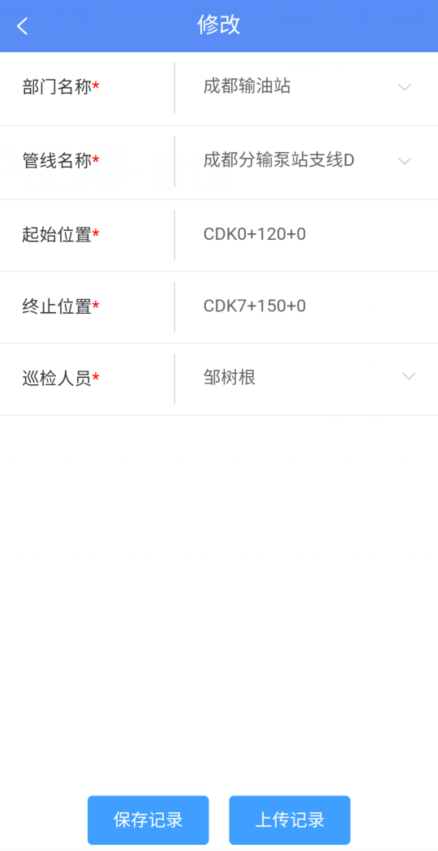 修改
部门名称* 成都输油站
管线名称* 成都分输泵站支线D
起始位置* CDK0+120+0
终止位置* CDK7+150+0
巡检人员* 邹树根
保存记录 上传记录